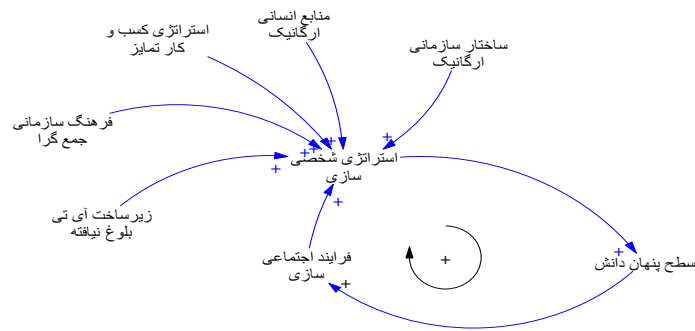 منابع انسانی
ارگانیک
استراتژی کسب و
کار تمایز
ساختار سازمانی
ارگانیک
فرهنگ سازمانی
جمع گرا
استراتژی شخصی
سازی
زیرساخت آی تی
بلوغ نیافته
فرایند اجتماعی
سازی
سطح پنهان دانش